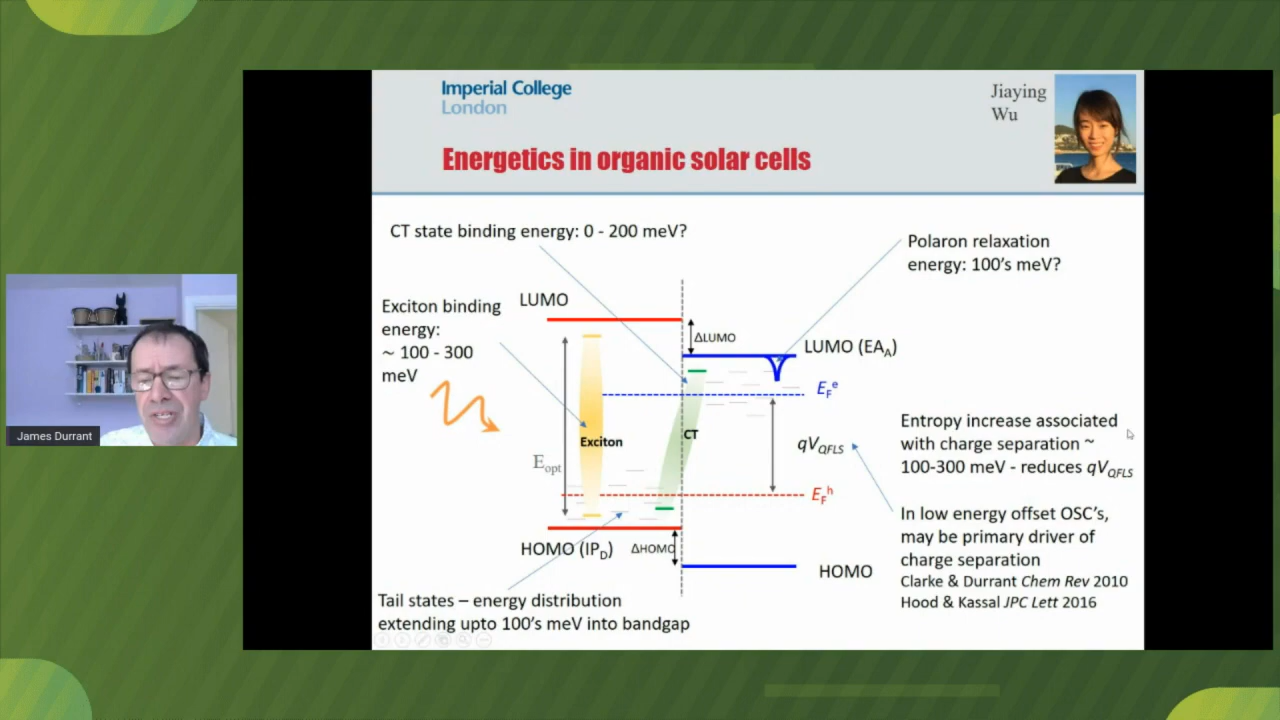 Imperial College
London
Jiaying
Wu
Energetics in organic solar cells
CT state binding energy: 0 - 200 meV?
Polaron relaxation
energy: 100's meV?
Exciton binding
energy:
~ 100 - 300
meV
LUMO
ΔLUMO
LUMO (EA_A)
E_F^e
Exciton
CT
qV_QFLS
E_opt
E_F^h
Entropy increase associated
with charge separation ~
100-300 meV - reduces qV_QFLS
In low energy offset OSC's,
may be primary driver of
charge separation
Clarke & Durrant Chem Rev 2010
Hood & Kassal JPC Lett 2016
HOMO (IP_D)
ΔHOMO
HOMO
Tail states – energy distribution
extending upto 100's meV into bandgap
James Durrant